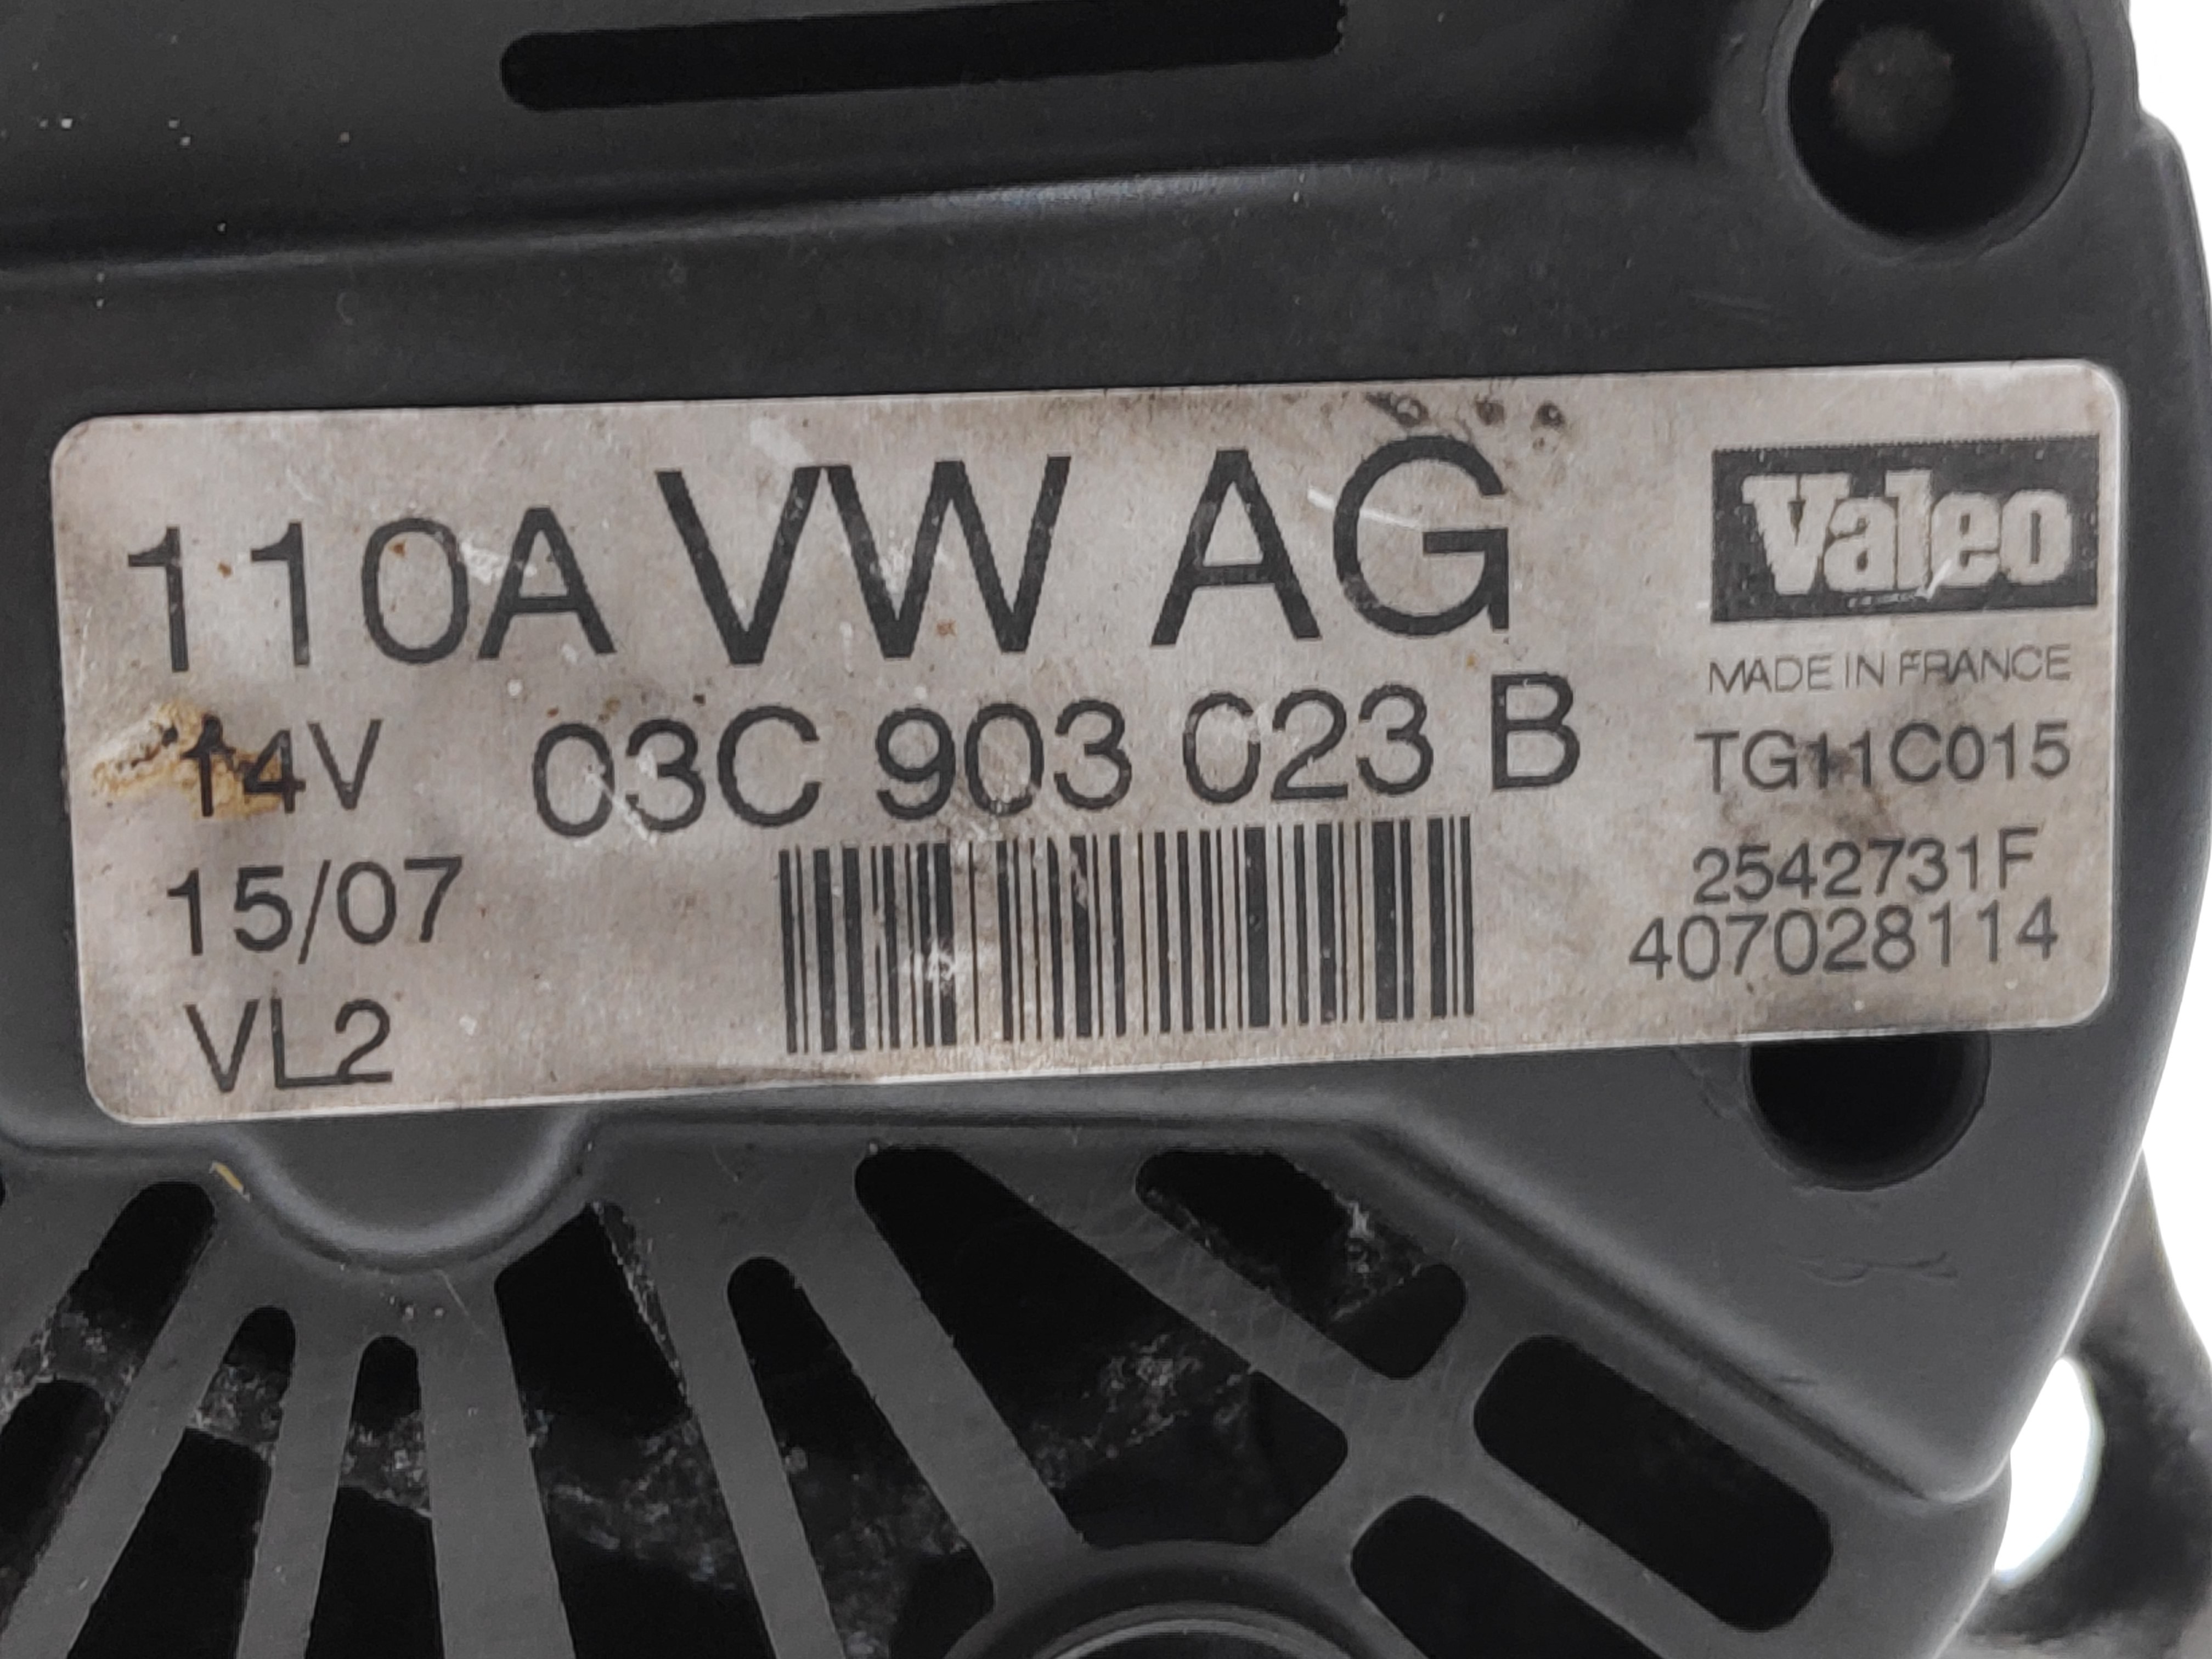 110A VW AG
14V 03C 903 023 B
15/07
VL2
Valeo
MADE IN FRANCE
TG11C015
2542731F
407028114